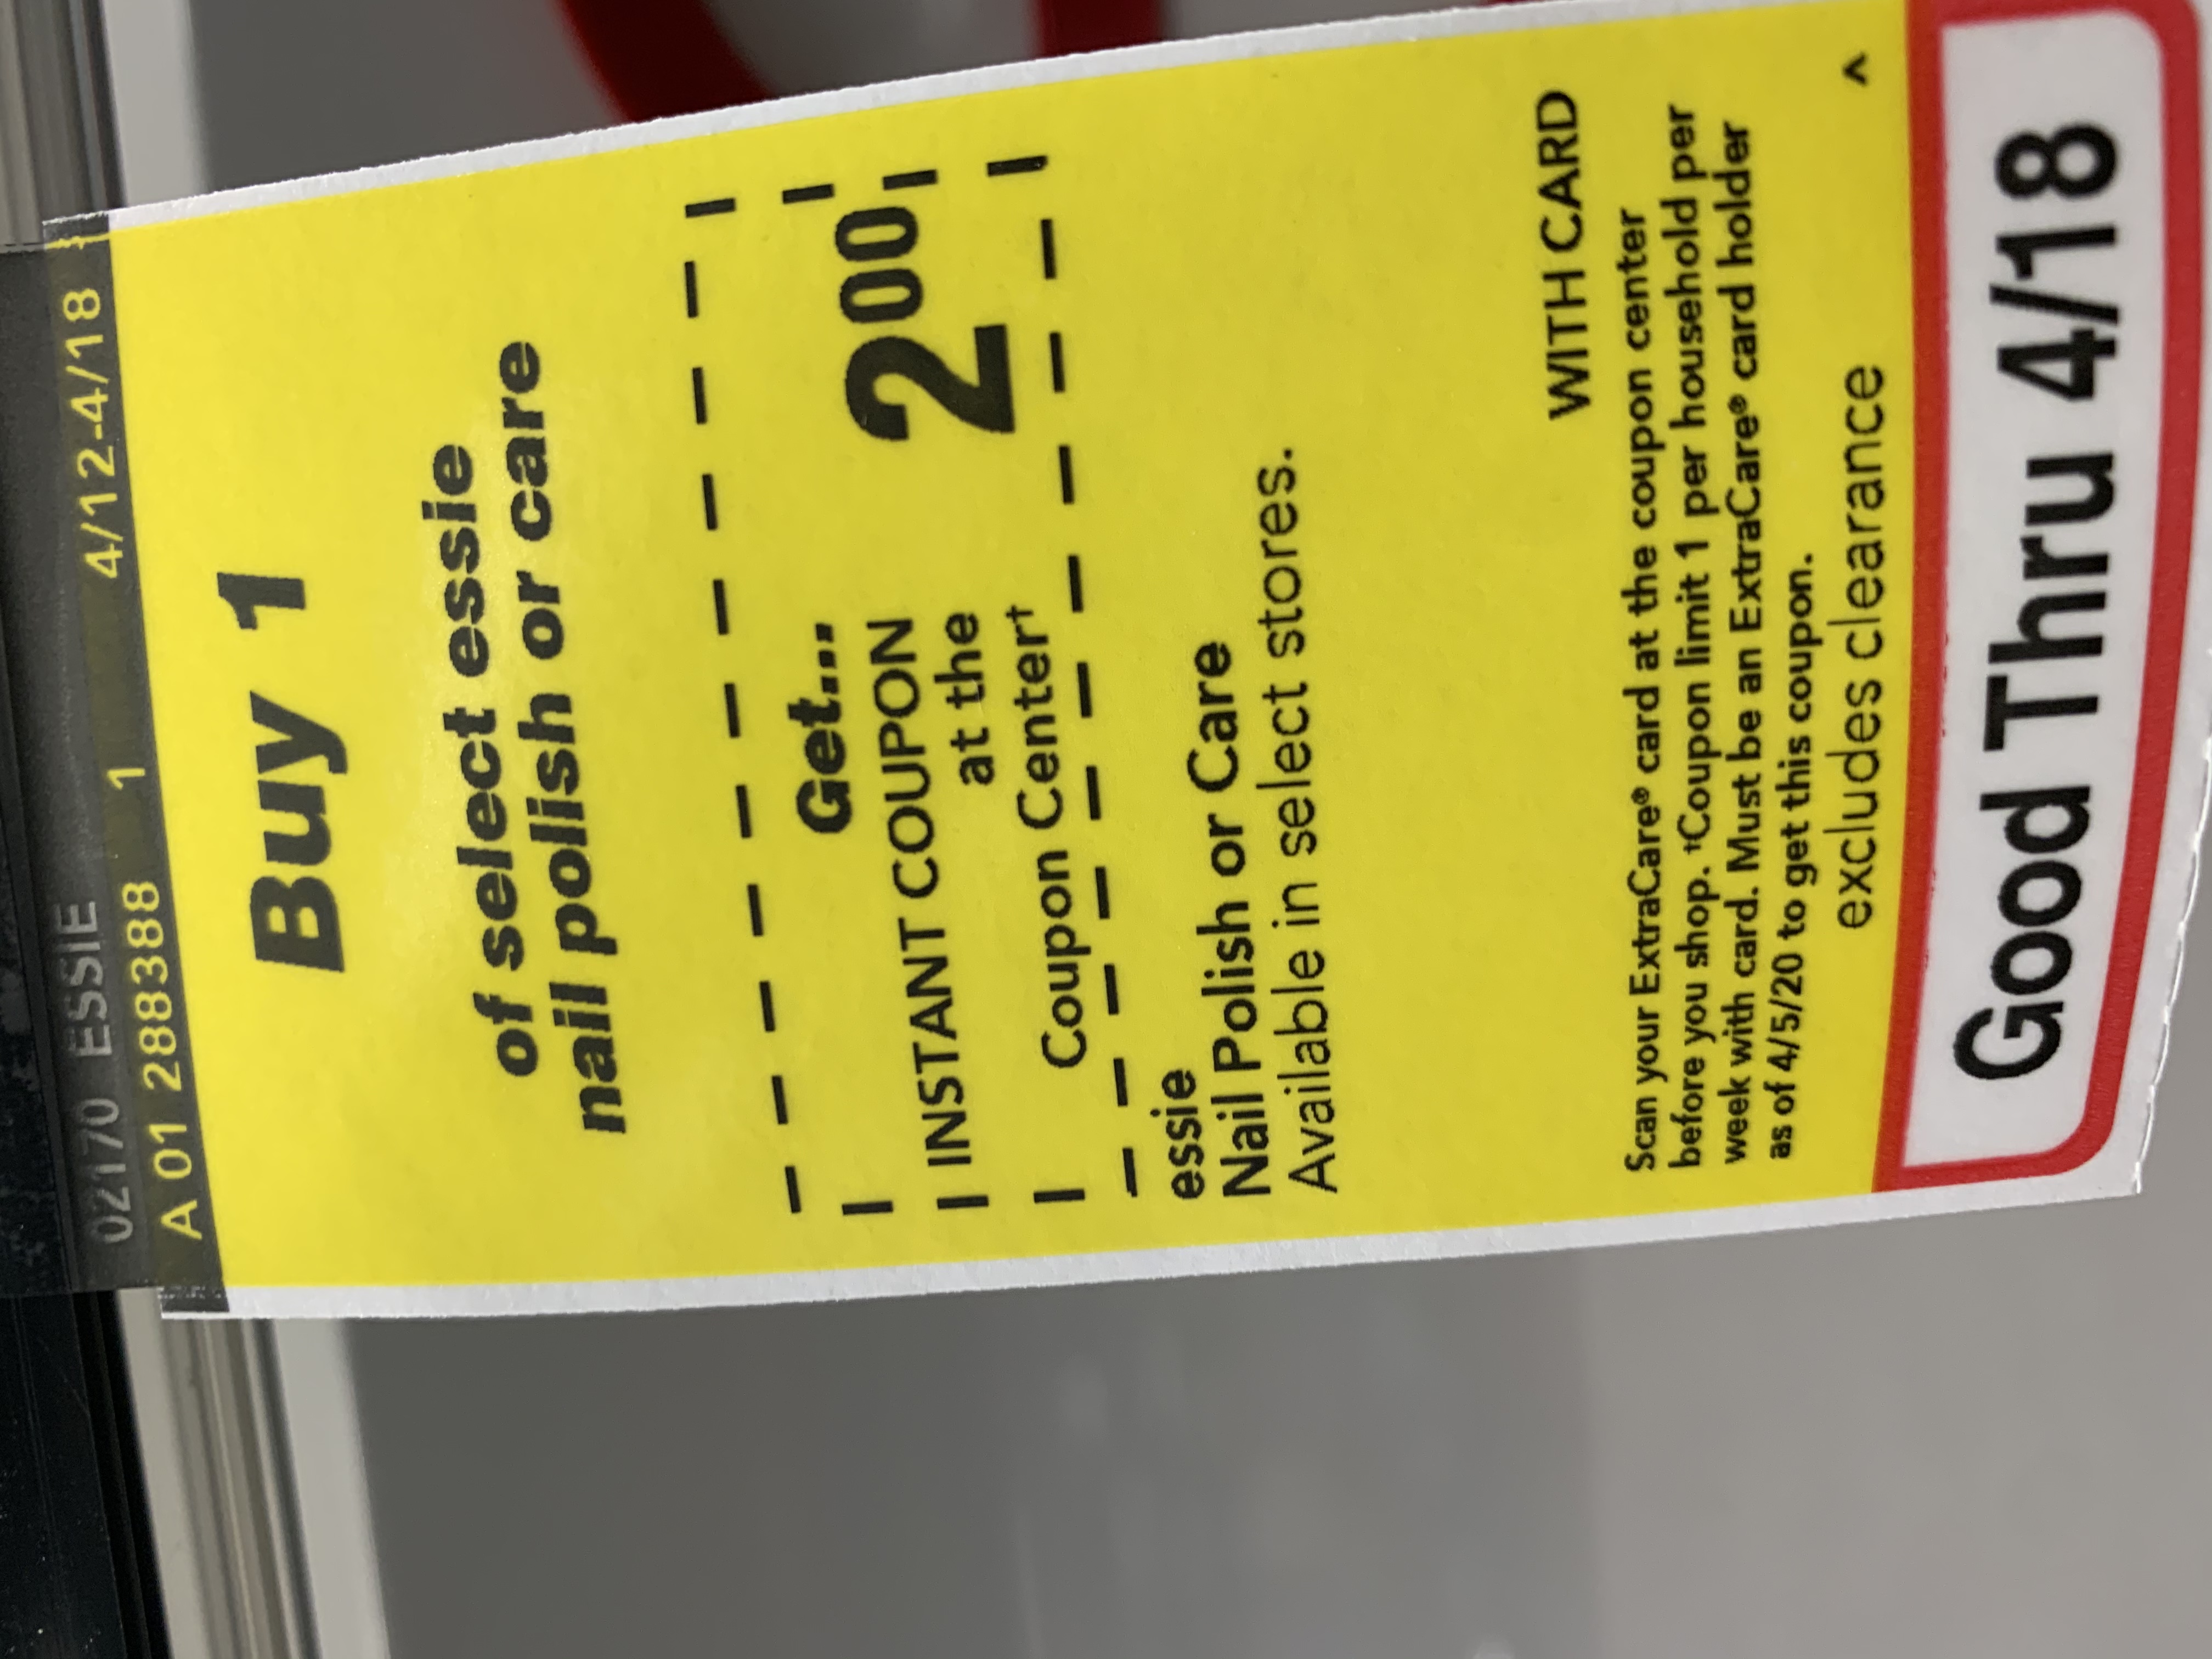 02170 ESSIE
A 01 288388 1 4/12-4/18
Buy 1
of select essie
nail polish or care
Get...
INSTANT COUPON
at the
Coupon Center†
2⁰⁰
essie
Nail Polish or Care
Available in select stores.
WITH CARD
Scan your ExtraCare® card at the coupon center
before you shop. †Coupon limit 1 per household per
week with card. Must be an ExtraCare® card holder
as of 4/5/20 to get this coupon.
excludes clearance ^
Good Thru 4/18